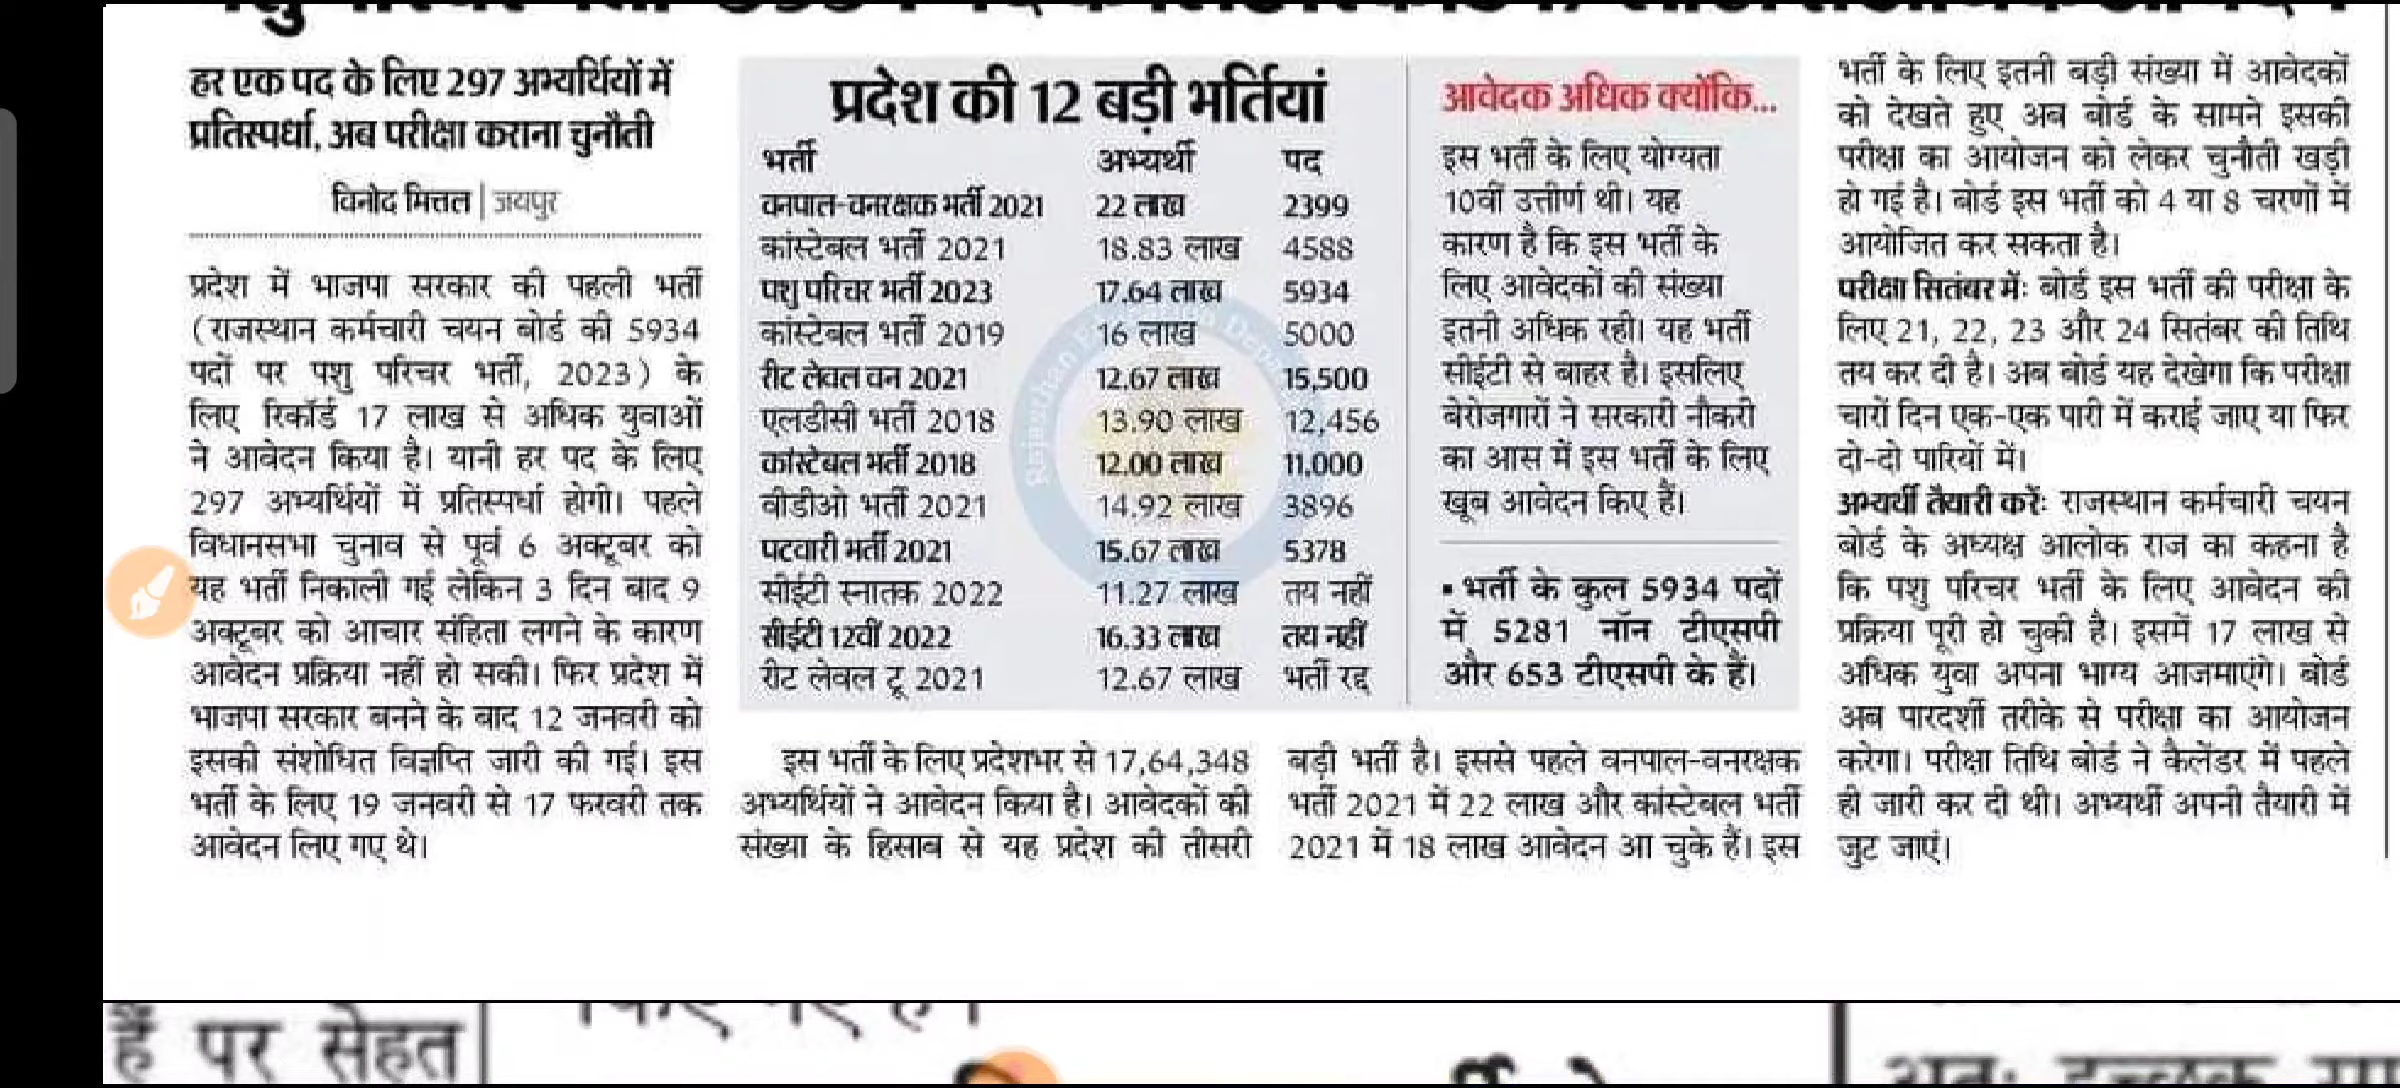 हर एक पद के लिए 297 अभ्यर्थियों में
प्रतिस्पर्धा, अब परीक्षा कराना चुनौती
विनोद मित्तल | जयपुर
प्रदेश में भाजपा सरकार की पहली भर्ती
(राजस्थान कर्मचारी चयन बोर्ड की 5934
पदों पर पशु परिचर भर्ती, 2023) के
लिए रिकॉर्ड 17 लाख से अधिक युवाओं
ने आवेदन किया है। यानी हर पद के लिए
297 अभ्यर्थियों में प्रतिस्पर्धा होगी। पहले
विधानसभा चुनाव से पूर्व 6 अक्टूबर को
यह भर्ती निकाली गई लेकिन 3 दिन बाद 9
अक्टूबर को आचार संहिता लगने के कारण
आवेदन प्रक्रिया नहीं हो सकी। फिर प्रदेश में
भाजपा सरकार बनने के बाद 12 जनवरी को
इसकी संशोधित विज्ञप्ति जारी की गई। इस
भर्ती के लिए 19 जनवरी से 17 फरवरी तक
आवेदन लिए गए थे।
प्रदेश की 12 बड़ी भर्तियां
भर्ती अभ्यर्थी पद
वनपाल-वनरक्षक भर्ती 2021 22 लाख 2399
कांस्टेबल भर्ती 2021 18.83 लाख 4588
पशु परिचर भर्ती 2023 17.64 लाख 5934
कांस्टेबल भर्ती 2019 16 लाख 5000
रीट लेवल वन 2021 12.67 लाख 15,500
एलडीसी भर्ती 2018 13.90 लाख 12,456
कांस्टेबल भर्ती 2018 12.00 लाख 11,000
वीडीओ भर्ती 2021 14.92 लाख 3896
पटवारी भर्ती 2021 15.67 लाख 5378
सीईटी स्नातक 2022 11.27 लाख तय नहीं
सीईटी 12वीं 2022 16.33 लाख तय नहीं
रीट लेवल टू 2021 12.67 लाख भर्ती रद्द
आवेदक अधिक क्योंकि...
इस भर्ती के लिए योग्यता
10वीं उत्तीर्ण थी। यह
कारण है कि इस भर्ती के
लिए आवेदकों की संख्या
इतनी अधिक रही। यह भर्ती
सीईटी से बाहर है। इसलिए
बेरोजगारों ने सरकारी नौकरी
का आस में इस भर्ती के लिए
खूब आवेदन किए हैं।
▪ भर्ती के कुल 5934 पदों
में 5281 नॉन टीएसपी
और 653 टीएसपी के हैं।
इस भर्ती के लिए प्रदेशभर से 17,64,348
अभ्यर्थियों ने आवेदन किया है। आवेदकों की
संख्या के हिसाब से यह प्रदेश की तीसरी
बड़ी भर्ती है। इससे पहले वनपाल-वनरक्षक
भर्ती 2021 में 22 लाख और कांस्टेबल भर्ती
2021 में 18 लाख आवेदन आ चुके हैं। इस
भर्ती के लिए इतनी बड़ी संख्या में आवेदकों
को देखते हुए अब बोर्ड के सामने इसकी
परीक्षा का आयोजन को लेकर चुनौती खड़ी
हो गई है। बोर्ड इस भर्ती को 4 या 8 चरणों में
आयोजित कर सकता है।
परीक्षा सितंबर में: बोर्ड इस भर्ती की परीक्षा के
लिए 21, 22, 23 और 24 सितंबर की तिथि
तय कर दी है। अब बोर्ड यह देखेगा कि परीक्षा
चारों दिन एक-एक पारी में कराई जाए या फिर
दो-दो पारियों में।
अभ्यर्थी तैयारी करें: राजस्थान कर्मचारी चयन
बोर्ड के अध्यक्ष आलोक राज का कहना है
कि पशु परिचर भर्ती के लिए आवेदन की
प्रक्रिया पूरी हो चुकी है। इसमें 17 लाख से
अधिक युवा अपना भाग्य आजमाएंगे। बोर्ड
अब पारदर्शी तरीके से परीक्षा का आयोजन
करेगा। परीक्षा तिथि बोर्ड ने कैलेंडर में पहले
ही जारी कर दी थी। अभ्यर्थी अपनी तैयारी में
जुट जाएं।
हैं पर सेहत